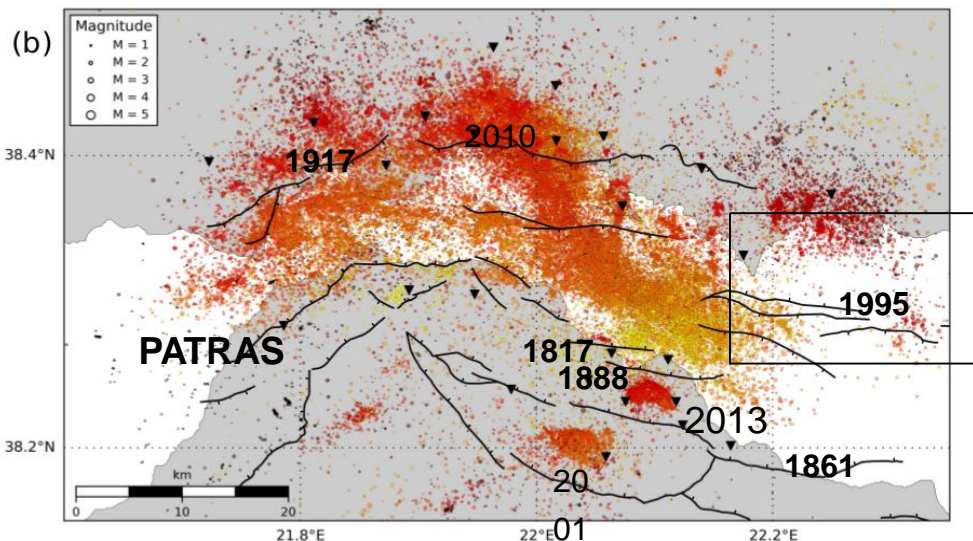 (b)
Magnitude
M = 1
M = 2
M = 3
M = 4
M = 5
38.4°
1917
2010
1995
PATRAS
1817
1888
2013
38.2°N
1861
20
01
km
0
10
20
21.8°E
22°E
22.2°E